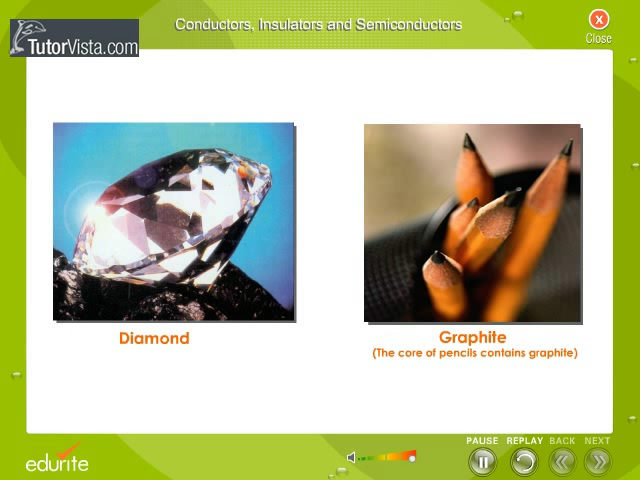 Conductors, Insulators and Semiconductors
X
Close
TutorVista.com
Diamond
Graphite
(The core of pencils contains graphite)
PAUSE REPLAY BACK NEXT
edurite